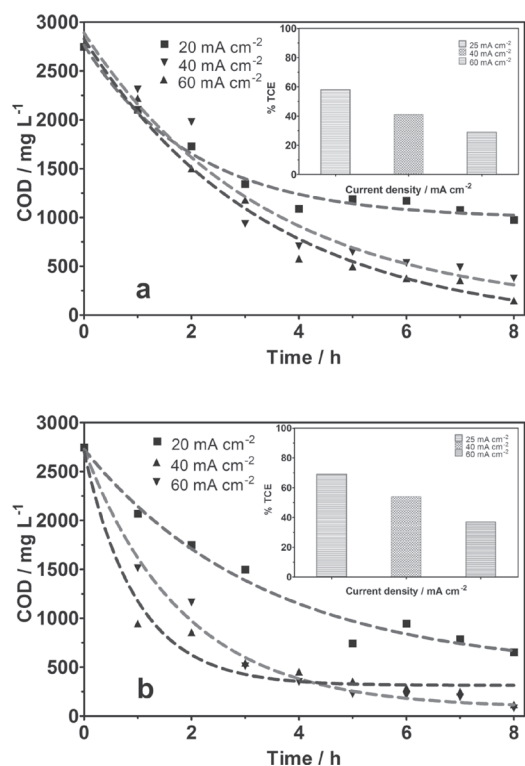 3000
2500
2000
1500
1000
500
0
COD / mg L⁻¹
20 mA cm⁻²
40 mA cm⁻²
60 mA cm⁻²
100
80
60
40
20
0
% TCE
25 mA cm⁻²
40 mA cm⁻²
60 mA cm⁻²
Current density / mA cm⁻²
a
0 2 4 6 8
Time / h
3000
2500
2000
1500
1000
500
0
COD / mg L⁻¹
20 mA cm⁻²
40 mA cm⁻²
60 mA cm⁻²
100
80
60
40
20
0
% TCE
25 mA cm⁻²
40 mA cm⁻²
60 mA cm⁻²
Current density / mA cm⁻²
b
0 2 4 6 8
Time / h